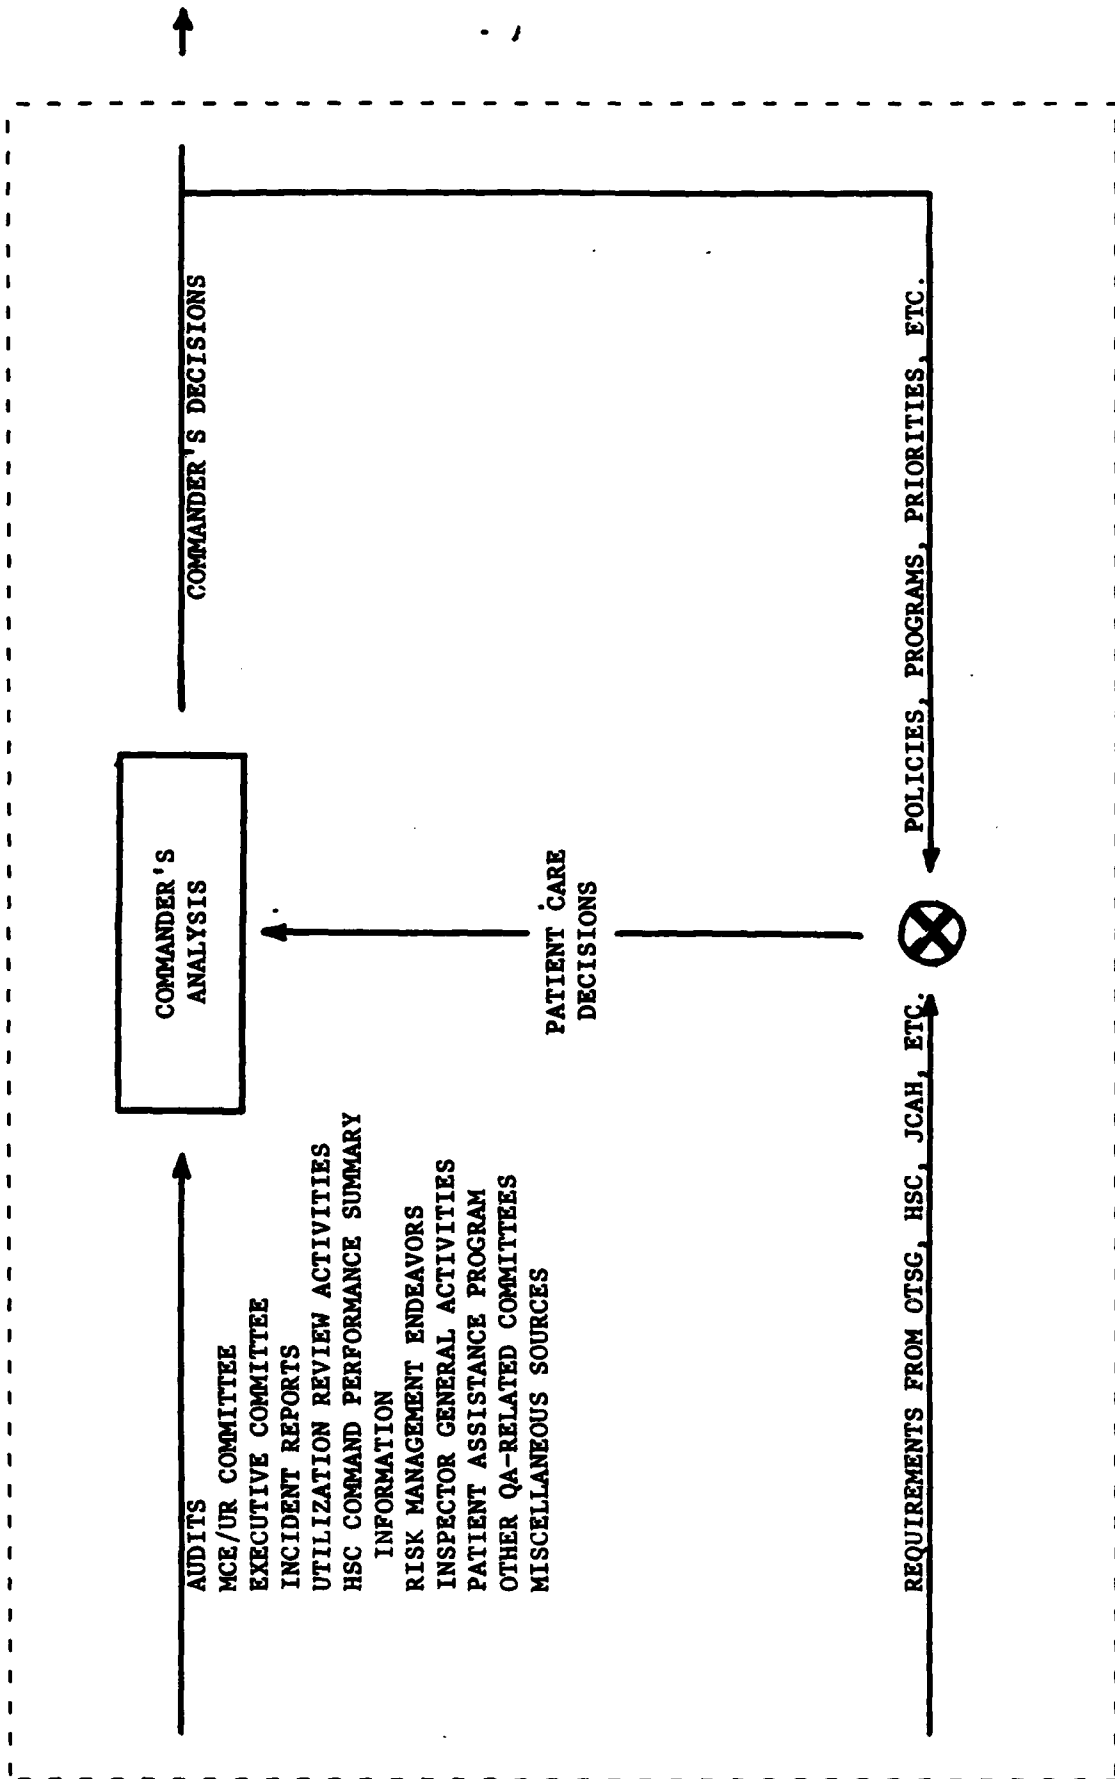 AUDITS
MCE/UR COMMITTEE
EXECUTIVE COMMITTEE
INCIDENT REPORTS
UTILIZATION REVIEW ACTIVITIES
HSC COMMAND PERFORMANCE SUMMARY
INFORMATION
RISK MANAGEMENT ENDEAVORS
INSPECTOR GENERAL ACTIVITIES
PATIENT ASSISTANCE PROGRAM
OTHER QA-RELATED COMMITTEES
MISCELLANEOUS SOURCES
COMMANDER'S
ANALYSIS
COMMANDER'S DECISIONS
PATIENT CARE
DECISIONS
REQUIREMENTS FROM OTSG, HSC, JCAH, ETC.
POLICIES, PROGRAMS, PRIORITIES, ETC.